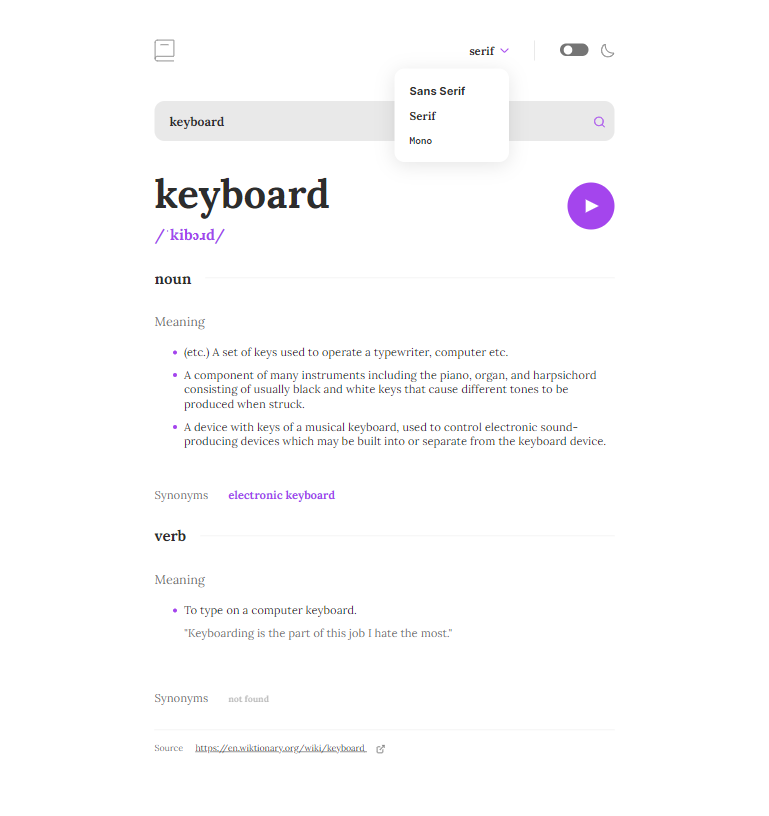 serif
Sans Serif
Serif
Mono
keyboard
keyboard
/ˈkibɔɹd/
noun
Meaning
(etc.) A set of keys used to operate a typewriter, computer etc.
A component of many instruments including the piano, organ, and harpsichord
consisting of usually black and white keys that cause different tones to be
produced when struck.
A device with keys of a musical keyboard, used to control electronic sound-
producing devices which may be built into or separate from the keyboard device.
Synonyms electronic keyboard
verb
Meaning
To type on a computer keyboard.
"Keyboarding is the part of this job I hate the most."
Synonyms not found
Source https://en.wiktionary.org/wiki/keyboard